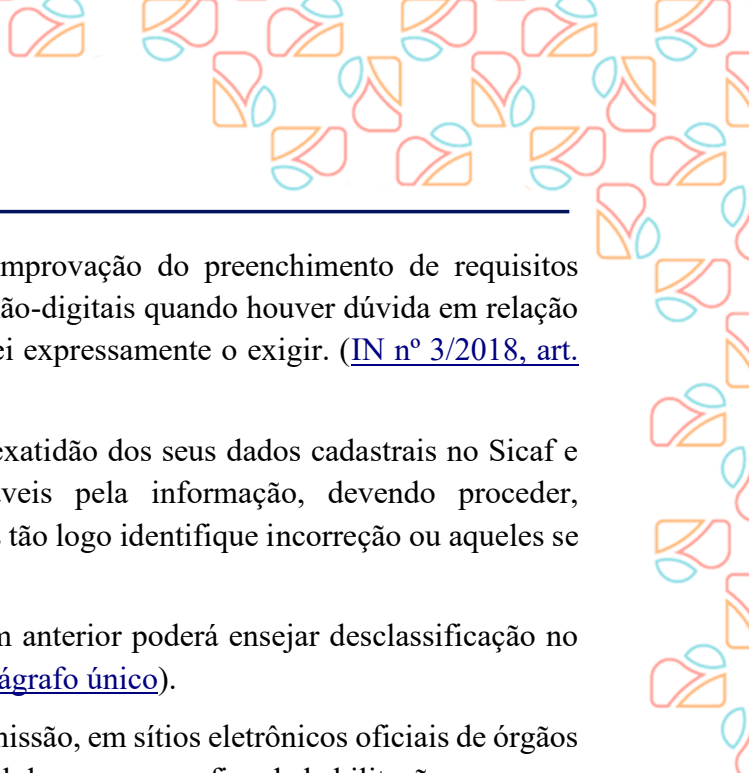 mprovação do preenchimento de requisitos
ão-digitais quando houver dúvida em relação
ei expressamente o exigir. (IN nº 3/2018, art.
exatidão dos seus dados cadastrais no Sicaf e
veis pela informação, devendo proceder,
tão logo identifique incorreção ou aqueles se
anterior poderá ensejar desclassificação no
ágrafo único).
issão, em sítios eletrônicos oficiais de órgãos